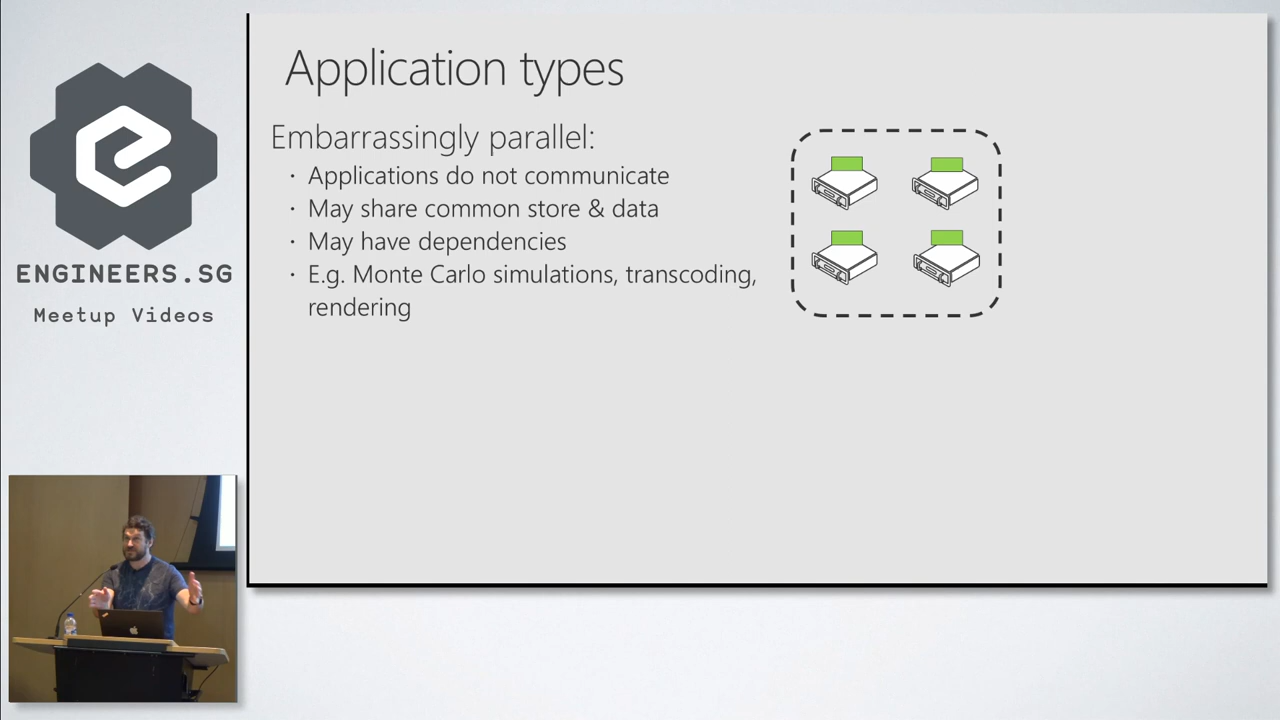 Application types
Embarrassingly parallel:
· Applications do not communicate
· May share common store & data
· May have dependencies
· E.g. Monte Carlo simulations, transcoding,
rendering
ENGINEERS.SG
Meetup Videos